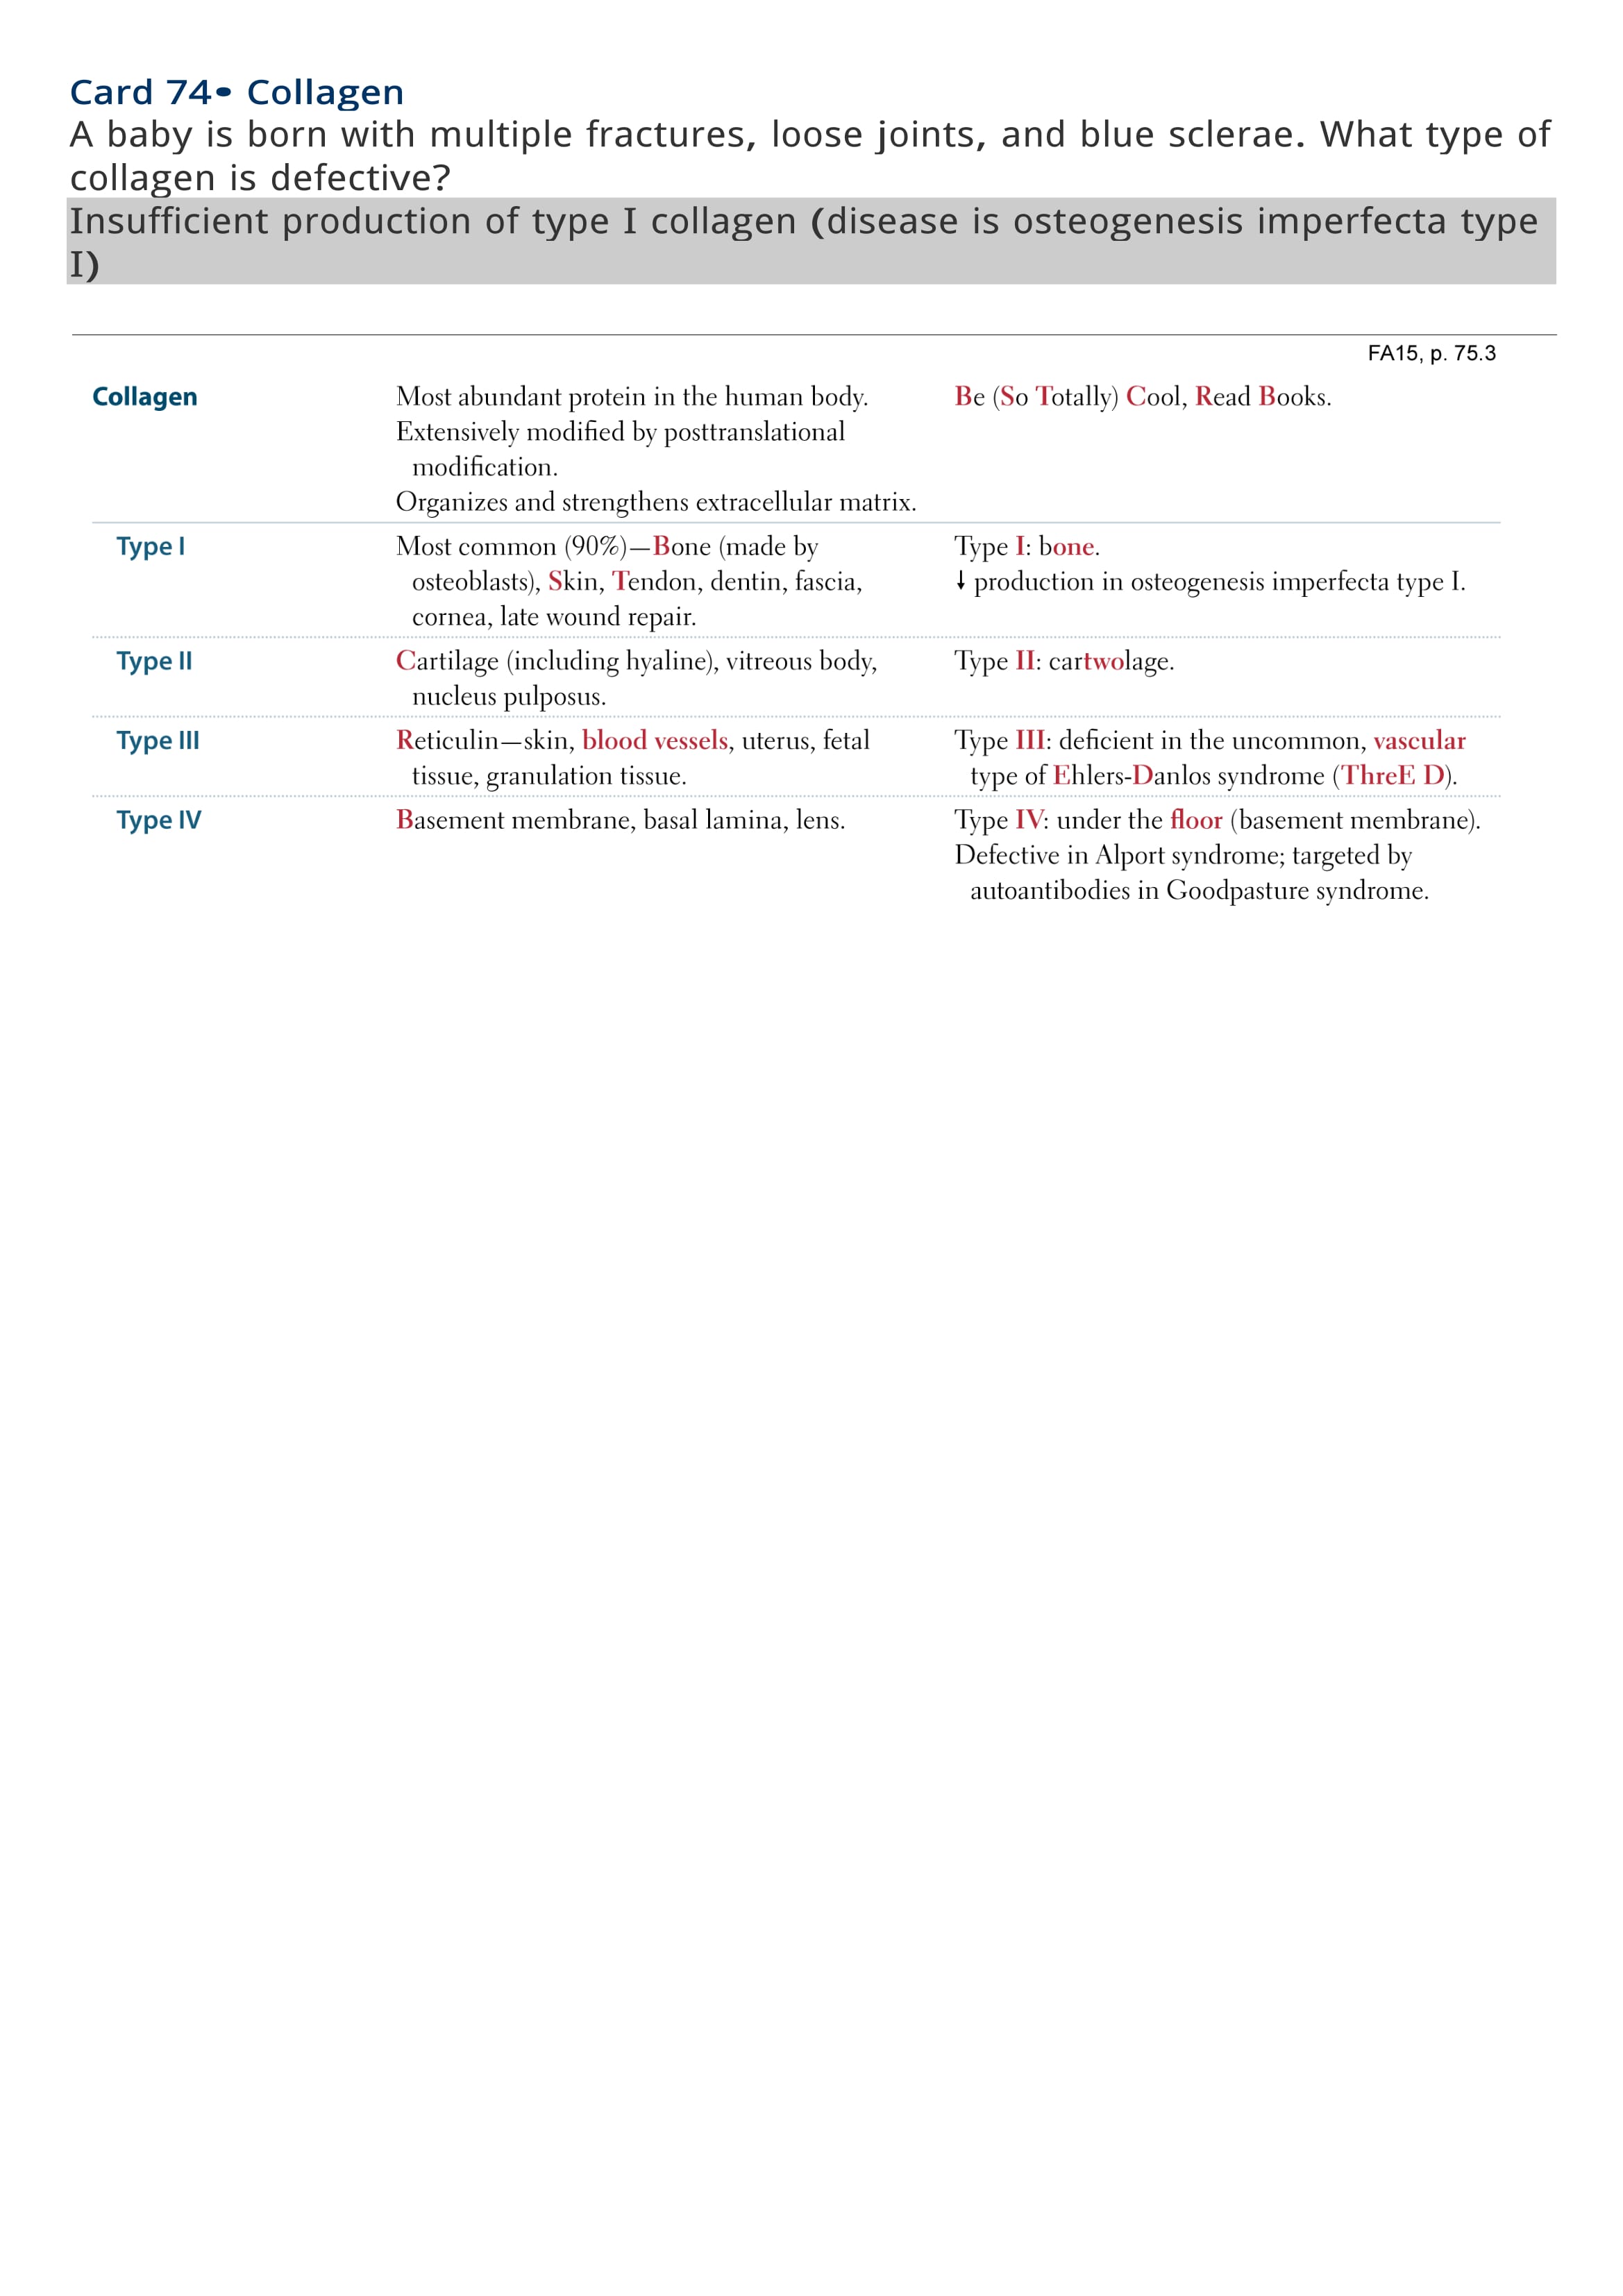 Card 74• Collagen
A baby is born with multiple fractures, loose joints, and blue sclerae. What type of
collagen is defective?
Insufficient production of type I collagen (disease is osteogenesis imperfecta type
I)
FA15, p. 75.3
Collagen
Most abundant protein in the human body.
Extensively modified by posttranslational
modification.
Organizes and strengthens extracellular matrix.
Be (So Totally) Cool, Read Books.
Type I
Most common (90%)—Bone (made by
osteoblasts), Skin, Tendon, dentin, fascia,
cornea, late wound repair.
Type I: bone.
↓ production in osteogenesis imperfecta type I.
Type II
Cartilage (including hyaline), vitreous body,
nucleus pulposus.
Type II: cartwolage.
Type III
Reticulin—skin, blood vessels, uterus, fetal
tissue, granulation tissue.
Type III: deficient in the uncommon, vascular
type of Ehlers-Danlos syndrome (ThreE D).
Type IV
Basement membrane, basal lamina, lens.
Type IV: under the floor (basement membrane).
Defective in Alport syndrome; targeted by
autoantibodies in Goodpasture syndrome.